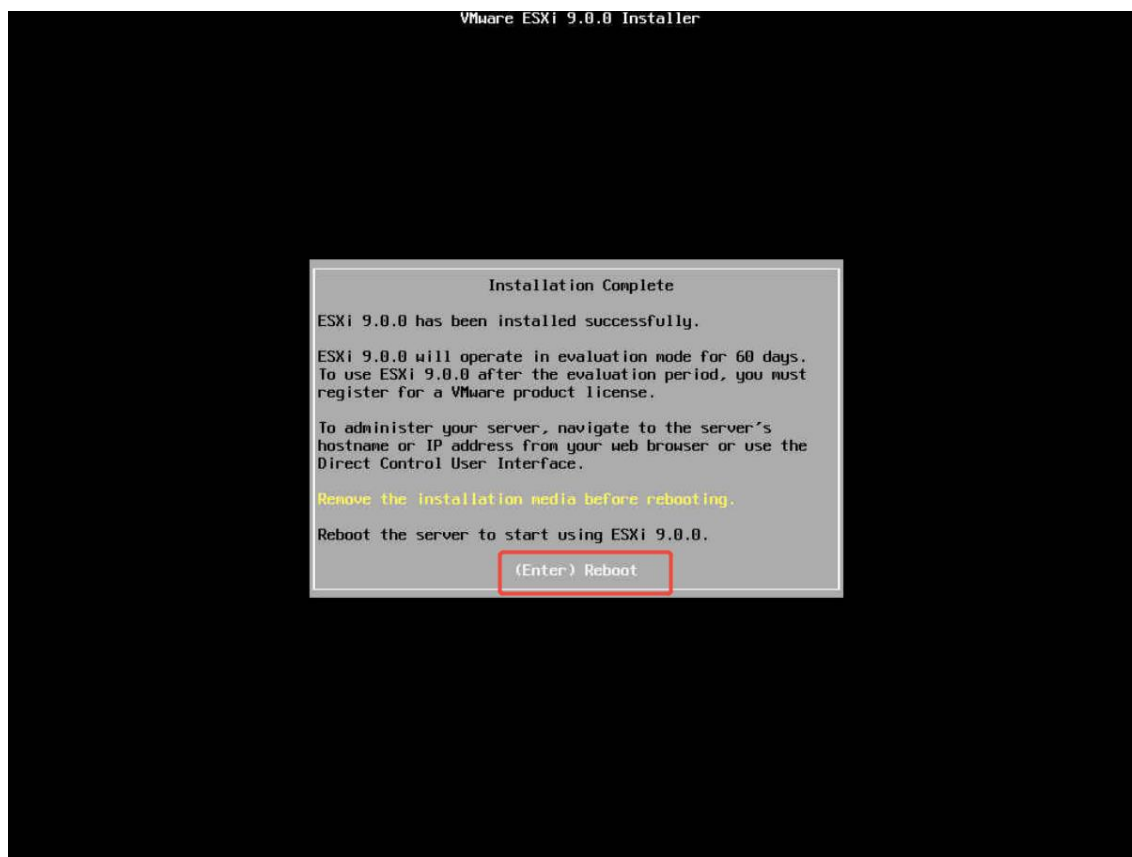 VMware ESXi 9.0.0 Installer
Installation Complete
ESXi 9.0.0 has been installed successfully.
ESXi 9.0.0 will operate in evaluation mode for 60 days.
To use ESXi 9.0.0 after the evaluation period, you must
register for a VMware product license.
To administer your server, navigate to the server's
hostname or IP address from your web browser or use the
Direct Control User Interface.
Remove the installation media before rebooting.
Reboot the server to start using ESXi 9.0.0.
(Enter) Reboot